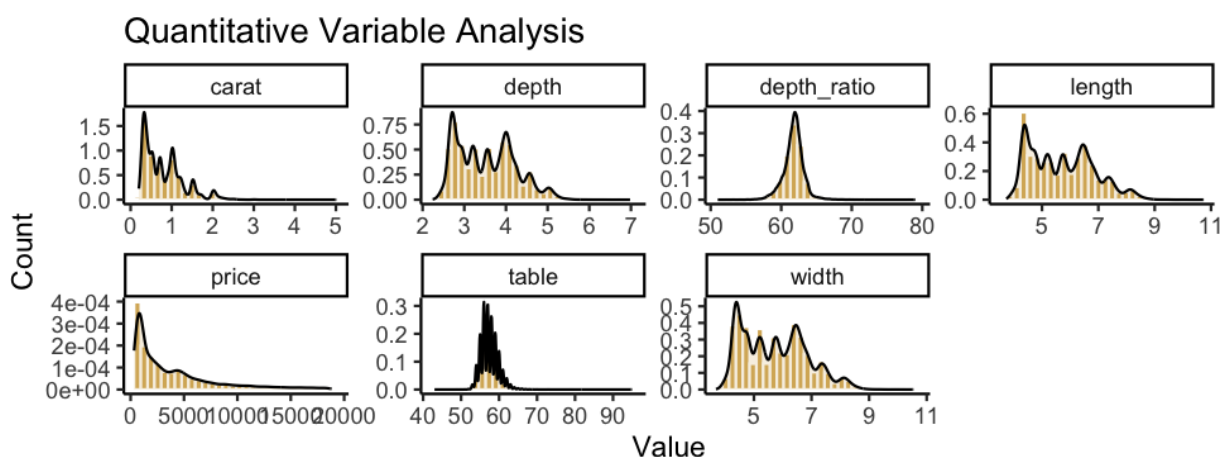 Quantitative Variable Analysis
carat depth depth_ratio length
1.5 1.0 0.5 0.0
0 1 2 3 4 5
0.75 0.50 0.25 0.00
2 3 4 5 6 7
0.4 0.3 0.2 0.1 0.0
50 60 70 80
0.6 0.4 0.2 0.0
5 7 9 11
Count
price table width
4e-04 3e-04 2e-04 1e-04 0e+00
0 5000 10000 15000 20000
0.3 0.2 0.1 0.0
40 50 60 70 80 90
0.5 0.4 0.3 0.2 0.1 0.0
5 7 9 11
Value